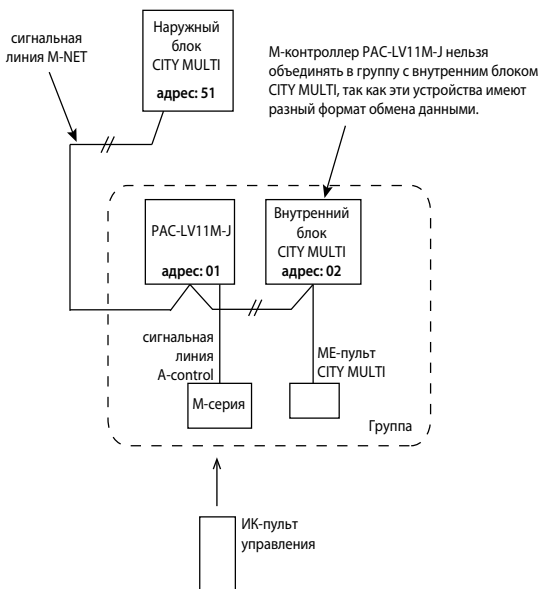 сигнальная
линия M-NET
Наружный
блок
CITY MULTI
адрес: 51
М-контроллер PAC-LV11M-J нельзя
объединять в группу с внутренним блоком
CITY MULTI, так как эти устройства имеют
разный формат обмена данными.
PAC-LV11M-J
адрес: 01
Внутренний
блок
CITY MULTI
адрес: 02
сигнальная
линия
A-control
М-серия
МЕ-пульт
CITY MULTI
Группа
ИК-пульт
управления